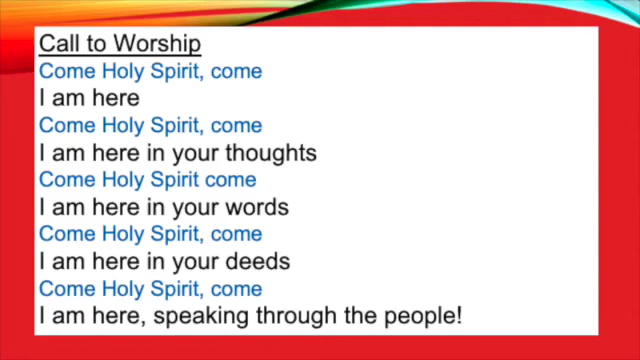 Call to Worship
Come Holy Spirit, come
I am here
Come Holy Spirit, come
I am here in your thoughts
Come Holy Spirit come
I am here in your words
Come Holy Spirit, come
I am here in your deeds
Come Holy Spirit, come
I am here, speaking through the people!